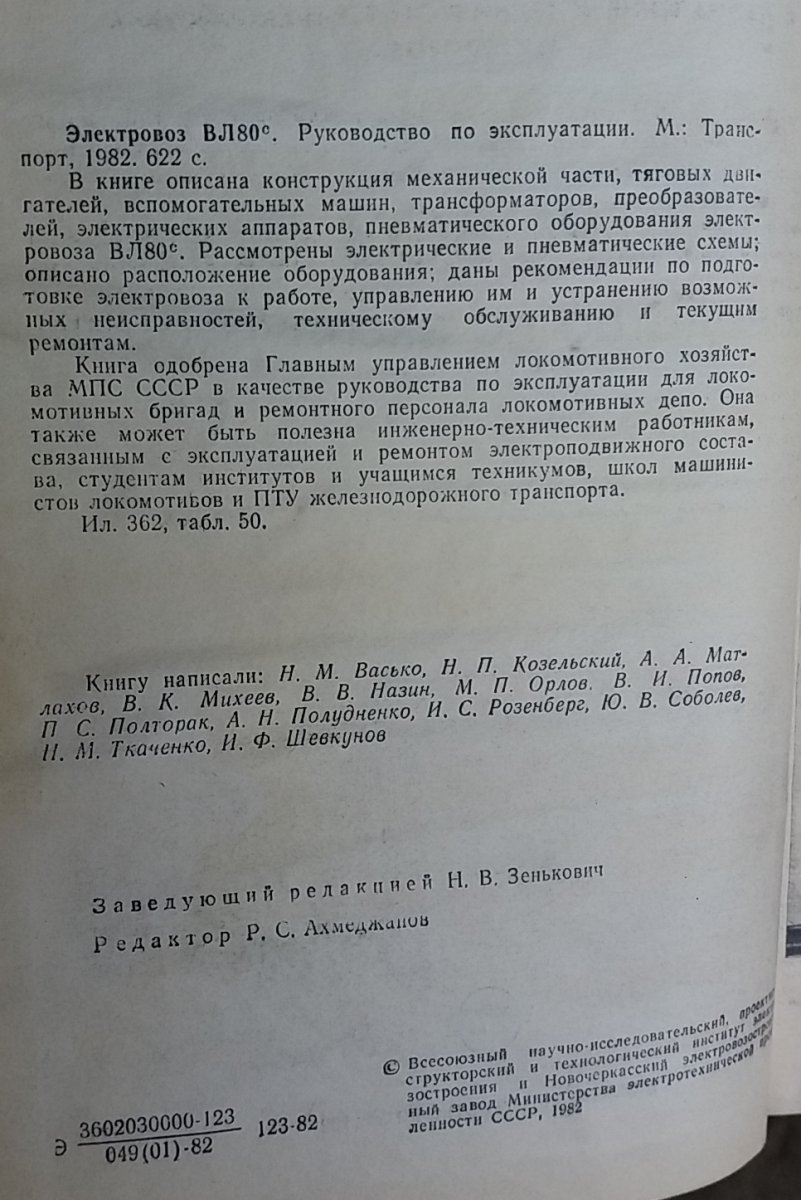 Электровоз ВЛ80с. Руководство по эксплуатации. М.: Транс-
порт, 1982. 622 с.
В книге описана конструкция механической части, тяговых дви-
гателей, вспомогательных машин, трансформаторов, преобразовате-
лей, электрических аппаратов, пневматического оборудования элект-
ровоза ВЛ80с. Рассмотрены электрические и пневматические схемы;
описано расположение оборудования; даны рекомендации по подго-
товке электровоза к работе, управлению им и устранению возмож-
ных неисправностей, техническому обслуживанию и текущим
ремонтам.
Книга одобрена Главным управлением локомотивного хозяйст-
ва МПС СССР в качестве руководства по эксплуатации для локо-
мотивных бригад и ремонтного персонала локомотивных депо. Она
также может быть полезна инженерно-техническим работникам,
связанным с эксплуатацией и ремонтом электроподвижного соста-
ва, студентам институтов и учащимся техникумов, школ машини-
стов локомотивов и ПТУ железнодорожного транспорта.
Ил. 362, табл. 50.
Книгу написали: Н. М. Васько, Н. П. Козельский, А. А. Мат-
лахов, В. К. Михеев, В. В. Назин, М. П. Орлов, В. И. Попов,
П. С. Полторак, А. Н. Полудненко, И. С. Розенберг, Ю. В. Соболев,
Н. М. Ткаченко, И. Ф. Шевкунов
Заведующий редакцией Н. В. Зенькович
Редактор Р. С. Ахмеджанов
© Всесоюзный научно-исследовательский,
структорский и технологический институт
зостроения и Новочеркасский
ный завод Министерства электротехнической
ленности СССР, 1982
Э 3602030000-123 123-82
049(01)-82